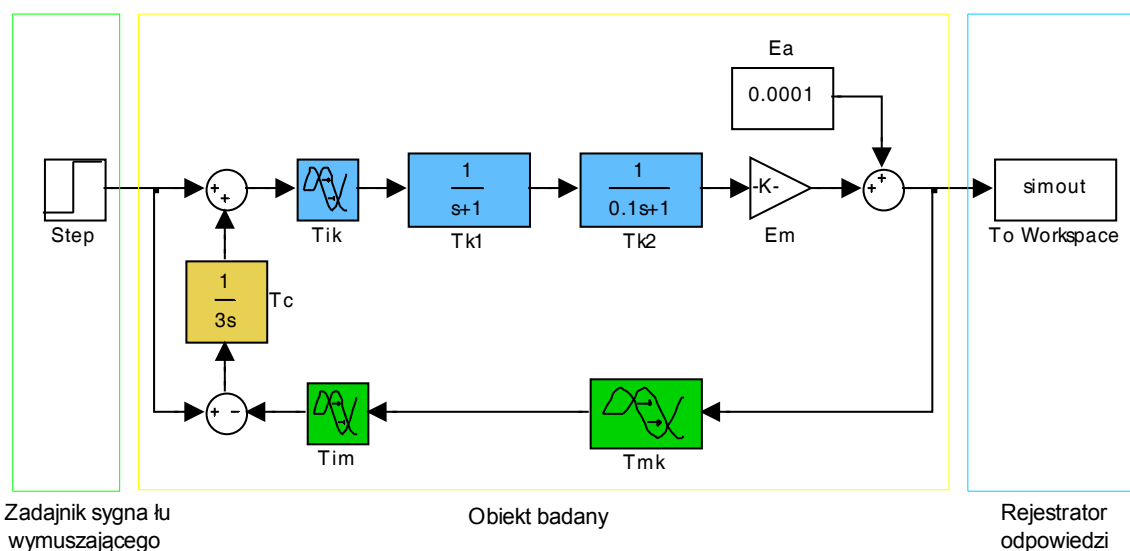 Ea
0.0001
Step
+
+
Tik
1
s+1
Tk1
1
0.1s+1
Tk2
-K-
Em
+
+
simout
To Workspace
1
3s
Tc
+ -
Tim
Tmk
Zadajnik sygna łu
wymuszającego
Obiekt badany
Rejestrator
odpowiedzi